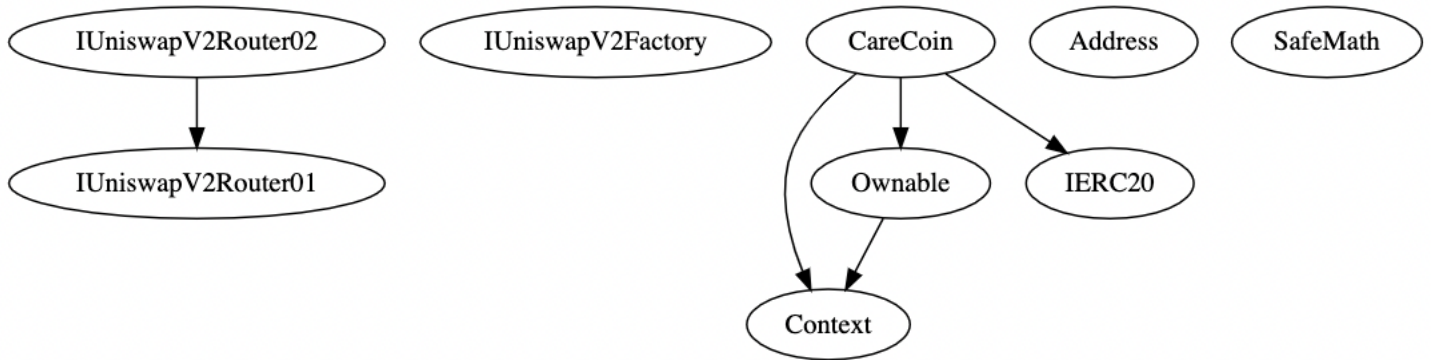 IUniswapV2Router02
IUniswapV2Factory
CareCoin
Address
SafeMath
IUniswapV2Router01
Ownable
IERC20
Context